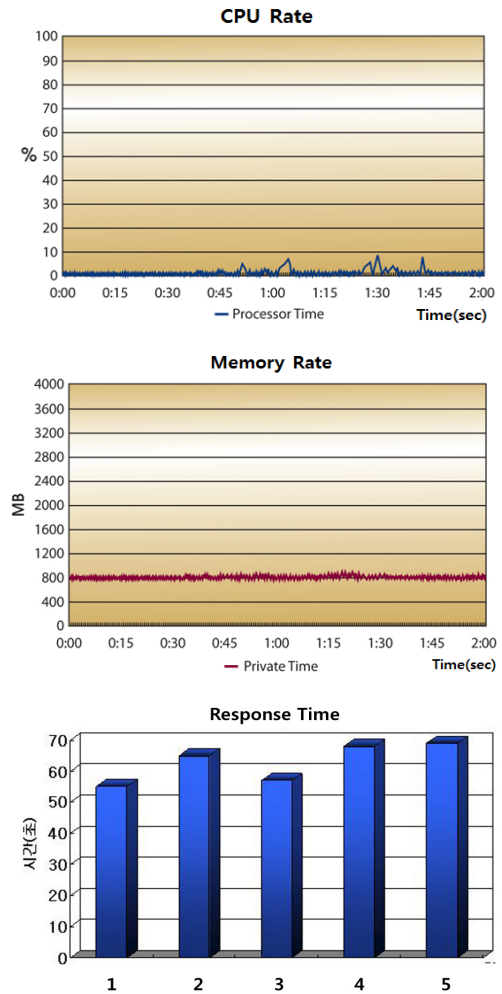 CPU Rate
100
90
80
70
60
%
50
40
30
20
10
0
0:00 0:15 0:30 0:45 1:00 1:15 1:30 1:45 2:00
Processor Time
Time(sec)
Memory Rate
4000
3600
3200
2800
2400
MB
2000
1600
1200
800
400
0
0:00 0:15 0:30 0:45 1:00 1:15 1:30 1:45 2:00
Private Time
Time(sec)
Response Time
70
60
50
40
시간(초)
30
20
10
0
1 2 3 4 5